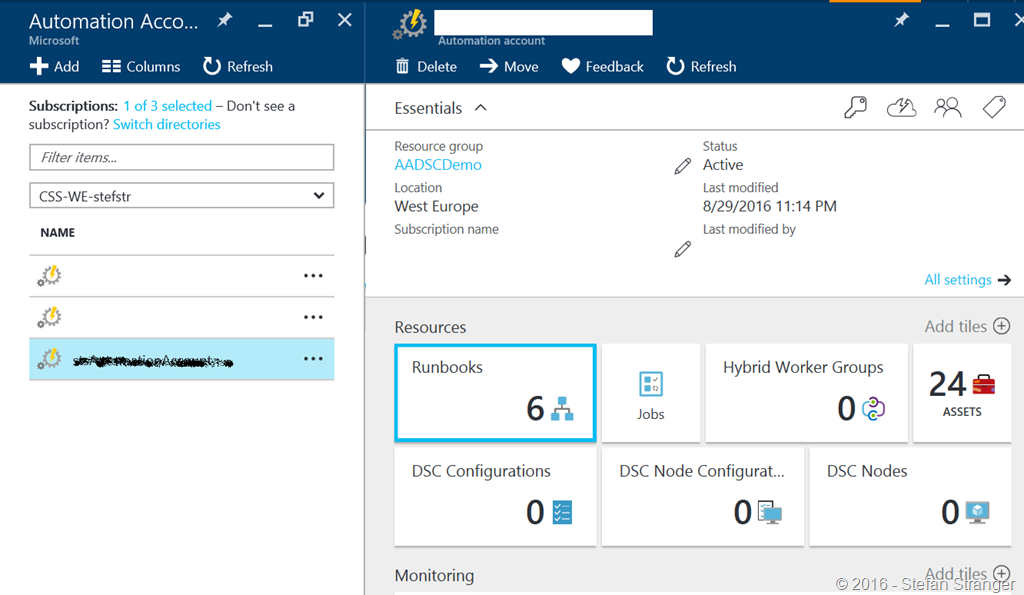 Automation Acco...
Microsoft
Add
Columns
Refresh
Subscriptions: 1 of 3 selected – Don't see a
subscription? Switch directories
Filter items...
CSS-WE-stefstr
NAME
Automation account
Delete
Move
Feedback
Refresh
Essentials
Resource group
AADSCDemo
Location
West Europe
Subscription name
Status
Active
Last modified
8/29/2016 11:14 PM
Last modified by
All settings
Resources
Add tiles
Runbooks
6
Jobs
Hybrid Worker Groups
0
24
ASSETS
DSC Configurations
0
DSC Node Configurat...
0
DSC Nodes
0
Monitoring
Add tiles
© 2016 - Stefan Stranger